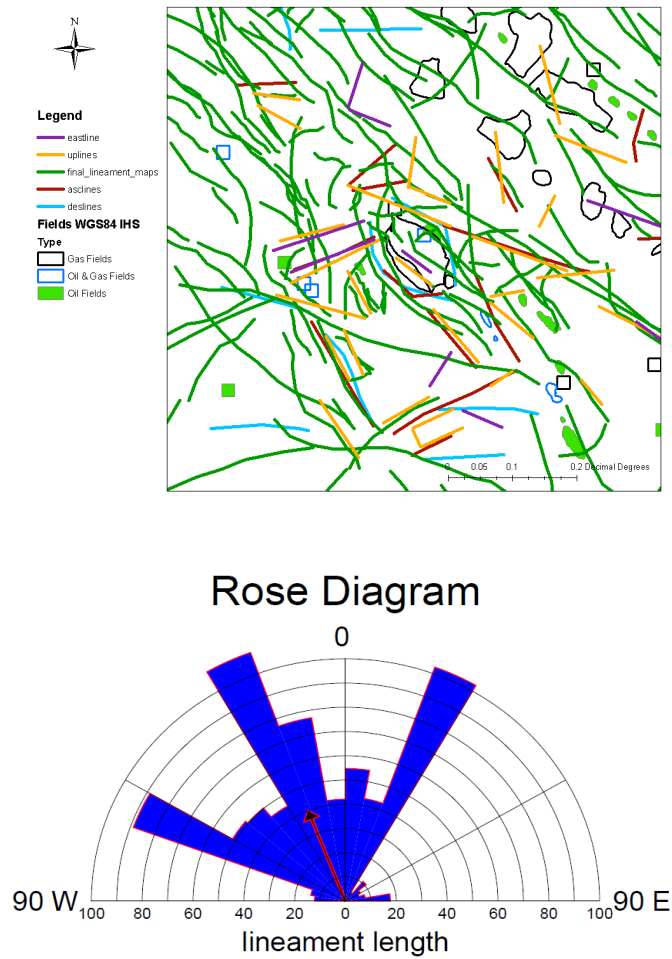 N
Legend
eastline
uplines
final_lineament_maps
asclines
deslines
Fields WGS84 IHS
Type
Gas Fields
Oil & Gas Fields
Oil Fields
0 0.05 0.1 0.2 Decimal Degrees
Rose Diagram
0
90 W 90 E
100 80 60 40 20 0 20 40 60 80 100
lineament length